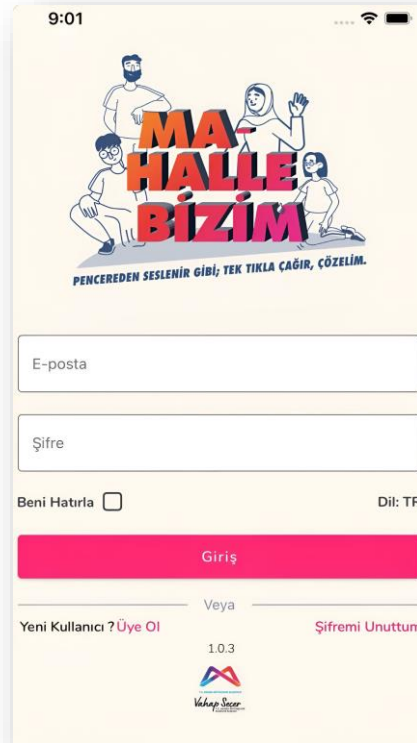 9:01
MA-
HALLE
BİZİM
PENCEREDEN SESLENİR GİBİ; TEK TIKLA ÇAĞIR, ÇÖZELİM.
E-posta
Şifre
Beni Hatırla Dil: TR
Giriş
Veya
Yeni Kullanıcı ? Üye Ol Şifremi Unuttum
1.0.3
Vahap Seçer